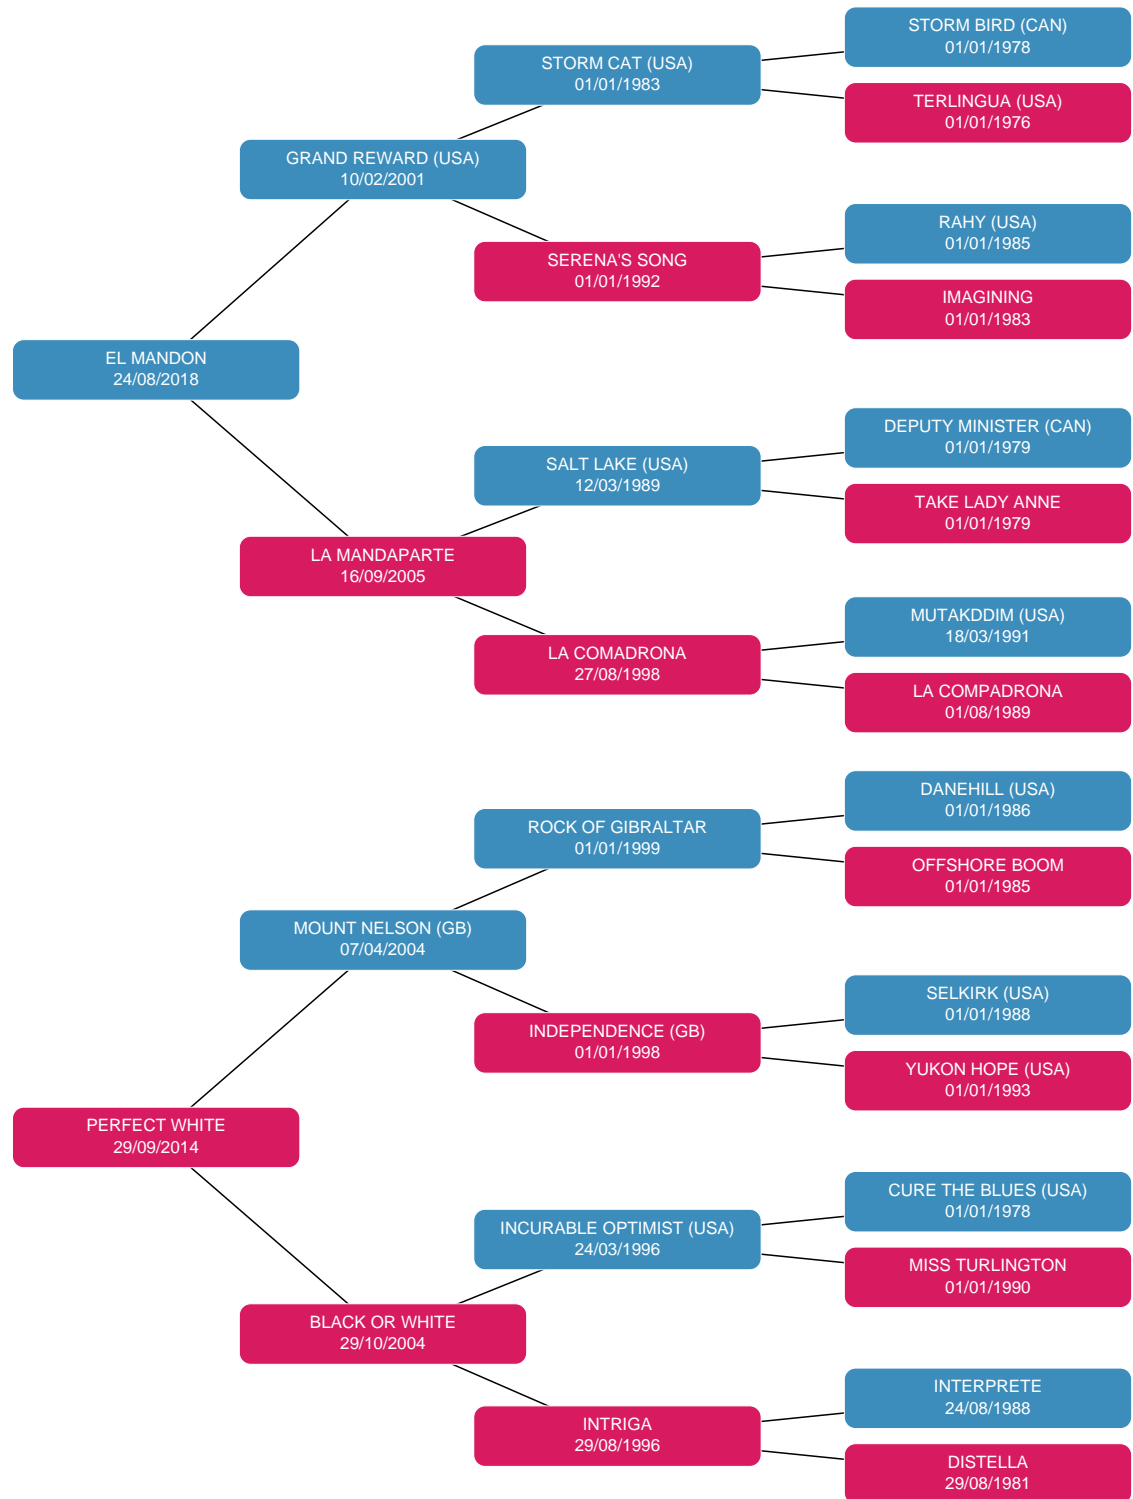 STORM BIRD (CAN)
01/01/1978
STORM CAT (USA)
01/01/1983
TERLINGUA (USA)
01/01/1976
GRAND REWARD (USA)
10/02/2001
RAHY (USA)
01/01/1985
SERENA'S SONG
01/01/1992
IMAGINING
01/01/1983
EL MANDON
24/08/2018
DEPUTY MINISTER (CAN)
01/01/1979
SALT LAKE (USA)
12/03/1989
TAKE LADY ANNE
01/01/1979
LA MANDAPARTE
16/09/2005
MUTAKDDIM (USA)
18/03/1991
LA COMADRONA
27/08/1998
LA COMPADRONA
01/08/1989
DANEHILL (USA)
01/01/1986
ROCK OF GIBRALTAR
01/01/1999
OFFSHORE BOOM
01/01/1985
MOUNT NELSON (GB)
07/04/2004
SELKIRK (USA)
01/01/1988
INDEPENDENCE (GB)
01/01/1998
YUKON HOPE (USA)
01/01/1993
PERFECT WHITE
29/09/2014
CURE THE BLUES (USA)
01/01/1978
INCURABLE OPTIMIST (USA)
24/03/1996
MISS TURLINGTON
01/01/1990
BLACK OR WHITE
29/10/2004
INTERPRETE
24/08/1988
INTRIGA
29/08/1996
DISTELLA
29/08/1981